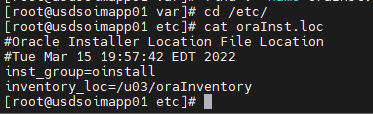 [root@usdsoimapp01 var]# cd /etc/
[root@usdsoimapp01 etc]# cat oraInst.loc
#Oracle Installer Location File Location
#Tue Mar 15 19:57:42 EDT 2022
inst_group=oinstall
inventory_loc=/u03/oraInventory
[root@usdsoimapp01 etc]#